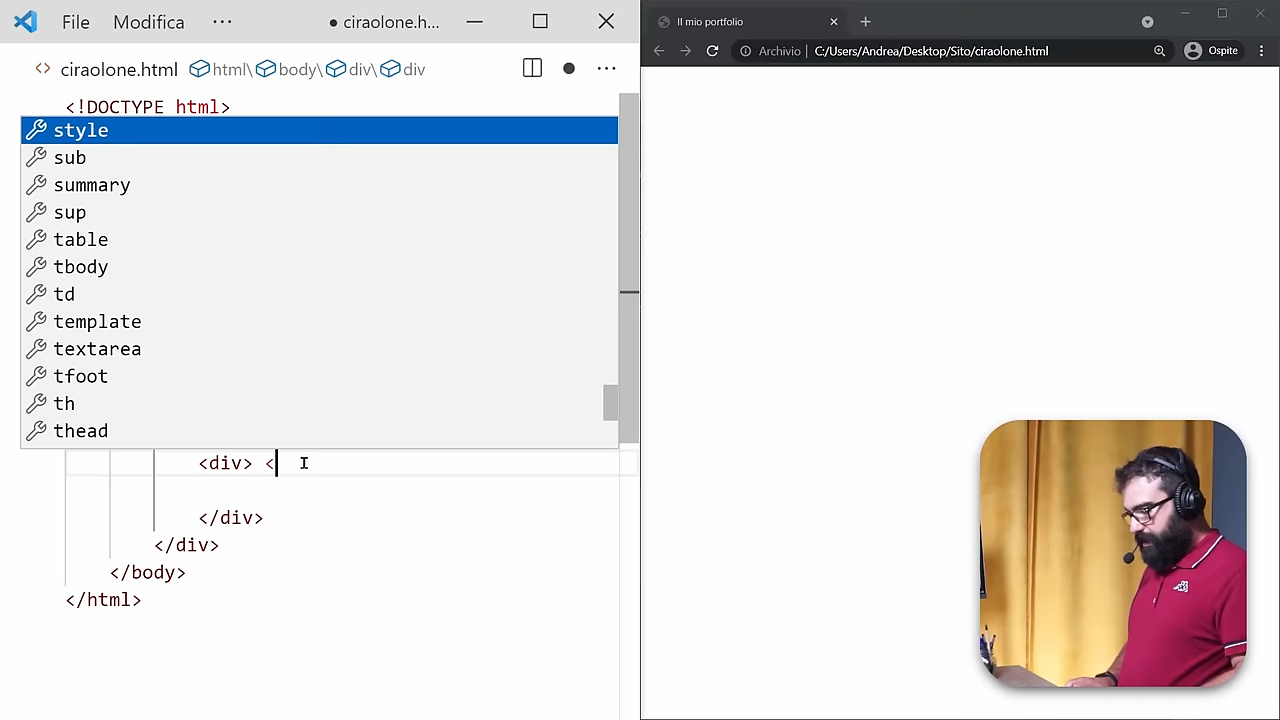 File Modifica ··· ● ciraolone.h...
ciraolone.html html\ body\ div\ div
<!DOCTYPE html>
style
sub
summary
sup
table
tbody
td
template
textarea
tfoot
th
thead
<div> <
</div>
</div>
</body>
</html>
Il mio portfolio
Archivio | C:/Users/Andrea/Desktop/Sito/ciraolone.html Ospite